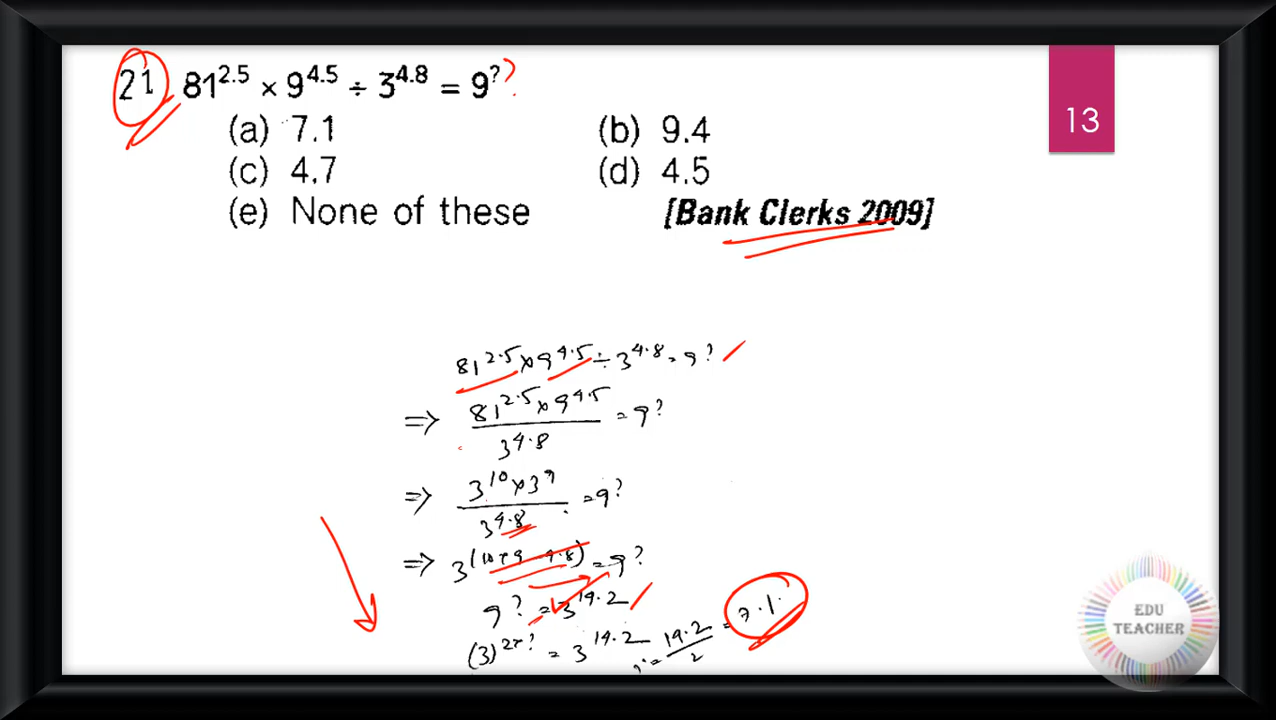 21 81^2.5 × 9^4.5 ÷ 3^4.8 = 9^? ?
(a) 7.1 (b) 9.4
(c) 4.7 (d) 4.5
(e) None of these [Bank Clerks 2009]
13
81^2.5 × 9^4.5 ÷ 3^4.8 = 9^?
⇒ 81^2.5 × 9^4.5 / 3^4.8 = 9^?
⇒ 3^10 × 3^9 / 3^4.8 = 9^?
⇒ 3^(10+9-4.8) = 9^?
9^? = 3^14.2
(3)^2×? = 3^14.2
? = 14.2/2 = 7.1
EDU
TEACHER